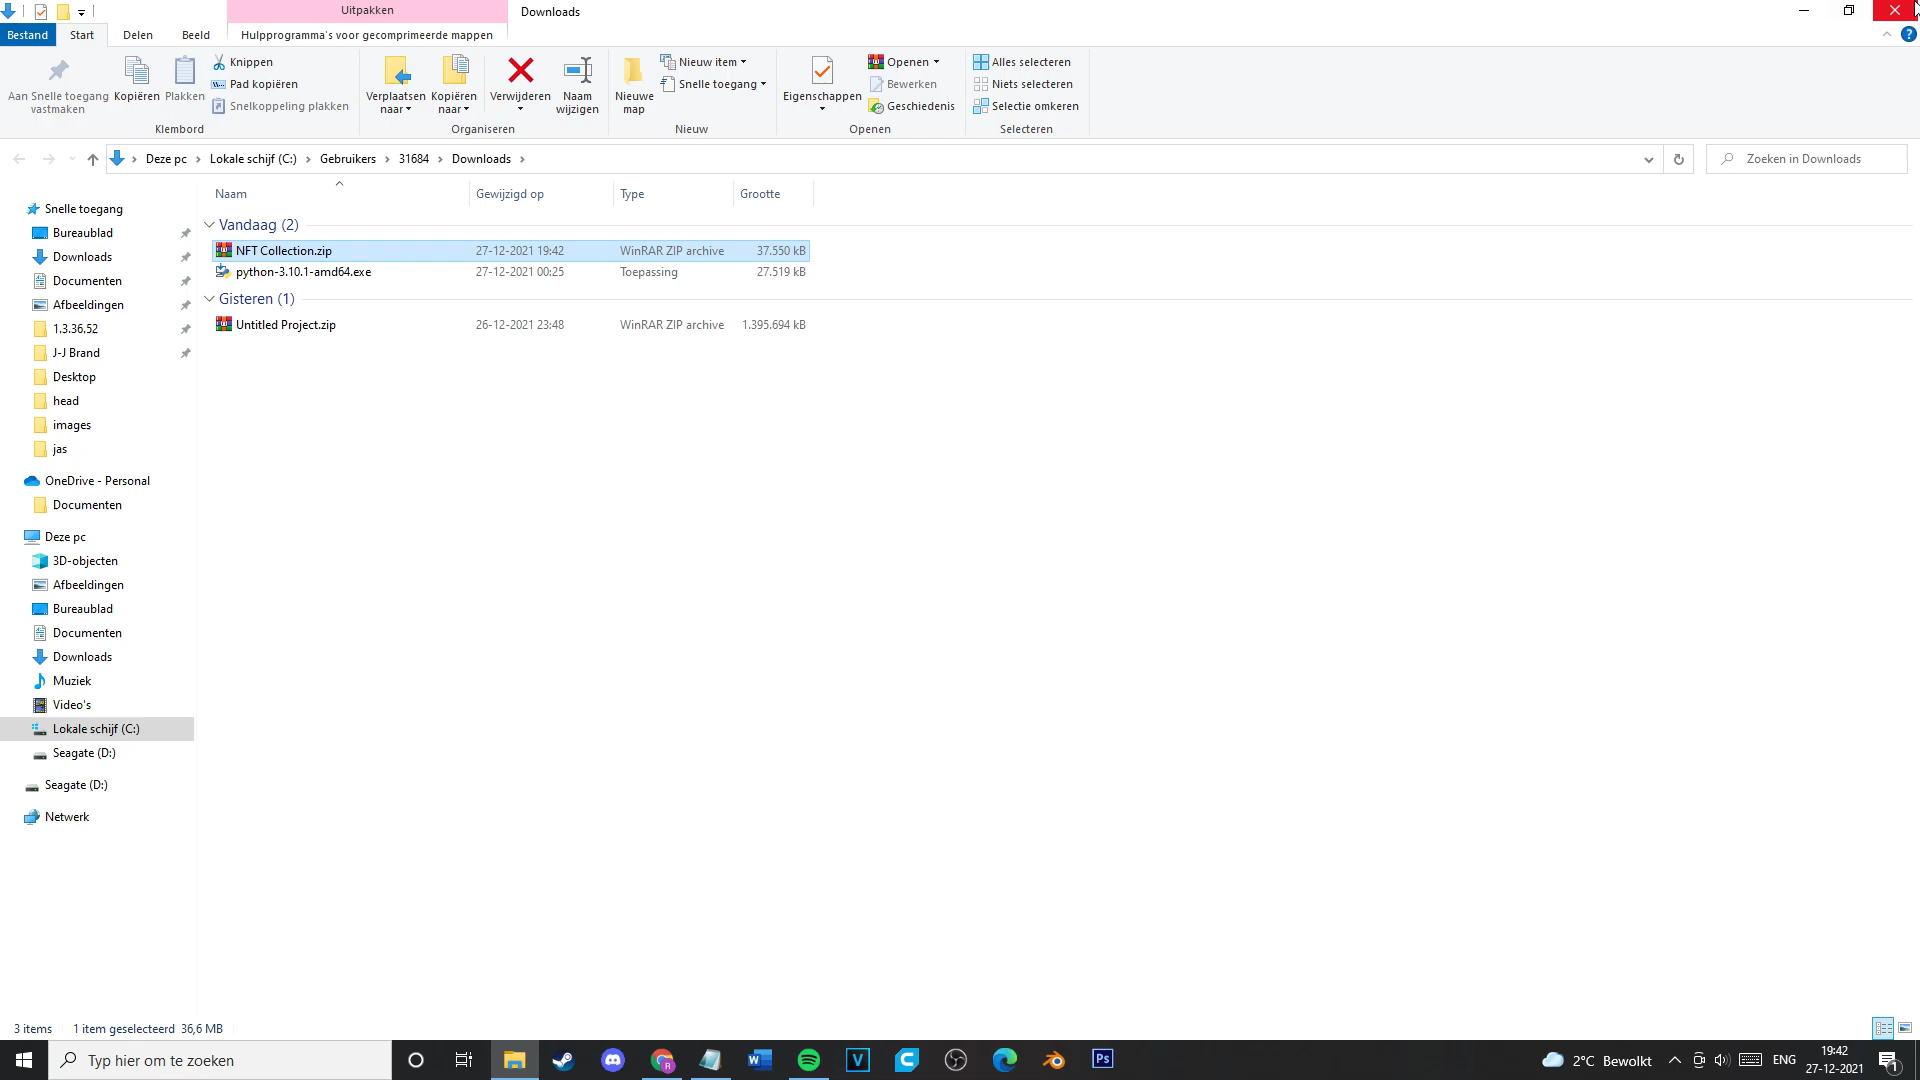 Uitpakken
Downloads
Bestand
Start
Delen
Beeld
Hulpprogramma's voor gecomprimeerde mappen
Aan Snelle toegang vastmaken
Kopiëren
Plakken
Knippen
Pad kopiëren
Snelkoppeling plakken
Klembord
Verplaatsen naar
Kopiëren naar
Verwijderen
Naam wijzigen
Organiseren
Nieuwe map
Nieuw item
Snelle toegang
Nieuw
Eigenschappen
Openen
Bewerken
Geschiedenis
Openen
Alles selecteren
Niets selecteren
Selectie omkeren
Selecteren
Deze pc
Lokale schijf (C:)
Gebruikers
31684
Downloads
Zoeken in Downloads
Naam
Gewijzigd op
Type
Grootte
Vandaag (2)
NFT Collection.zip 27-12-2021 19:42 WinRAR ZIP archive 37.550 kB
python-3.10.1-amd64.exe 27-12-2021 00:25 Toepassing 27.519 kB
Gisteren (1)
Untitled Project.zip 26-12-2021 23:48 WinRAR ZIP archive 1.395.694 kB
Snelle toegang
Bureaublad
Downloads
Documenten
Afbeeldingen
1.3.36.52
J-J Brand
Desktop
head
images
jas
OneDrive - Personal
Documenten
Deze pc
3D-objecten
Afbeeldingen
Bureaublad
Documenten
Downloads
Muziek
Video's
Lokale schijf (C:)
Seagate (D:)
Seagate (D:)
Netwerk
3 items
1 item geselecteerd 36,6 MB
Typ hier om te zoeken
2°C Bewolkt
ENG
19:42
27-12-2021
1